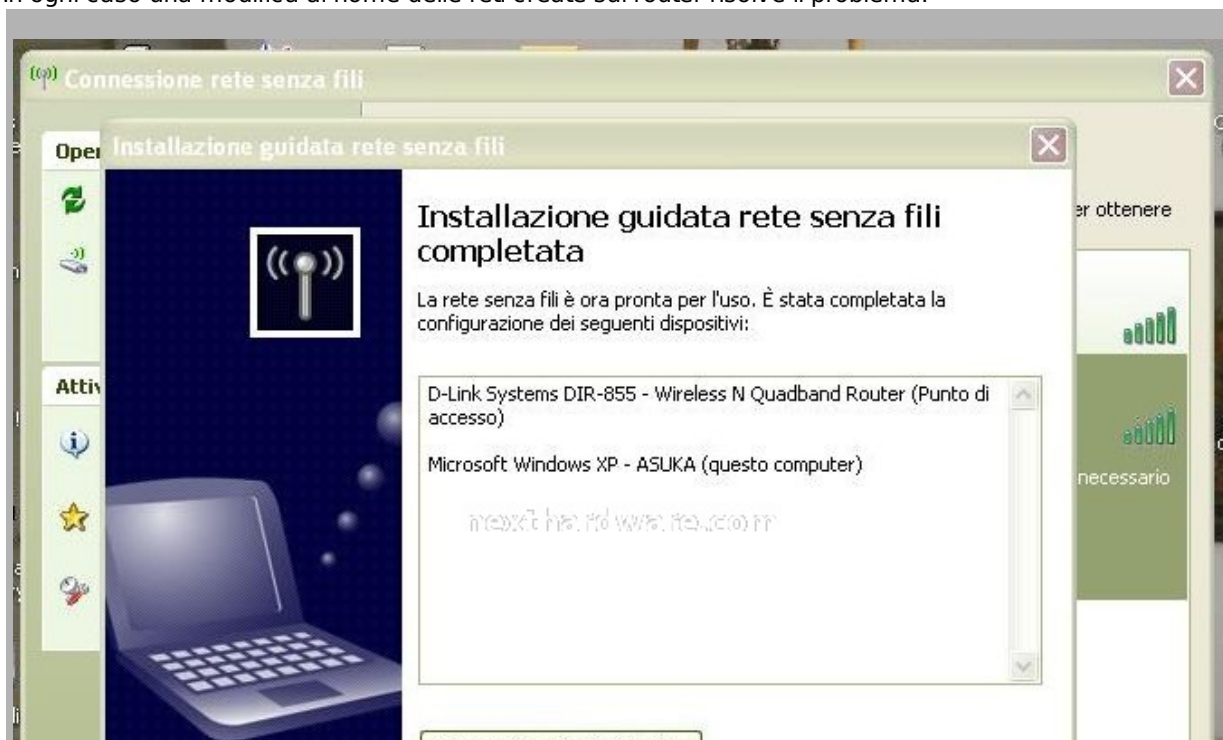 in ogni caso una modifica al nome delle reti create sul router risolve il problema.
Connessione rete senza fili
Installazione guidata rete senza fili
er ottenere
Installazione guidata rete senza fili
completata
La rete senza fili è ora pronta per l'uso. È stata completata la
configurazione dei seguenti dispositivi:
D-Link Systems DIR-855 - Wireless N Quadband Router (Punto di
accesso)
Microsoft Windows XP - ASUKA (questo computer)
necessario
nexthardware.com